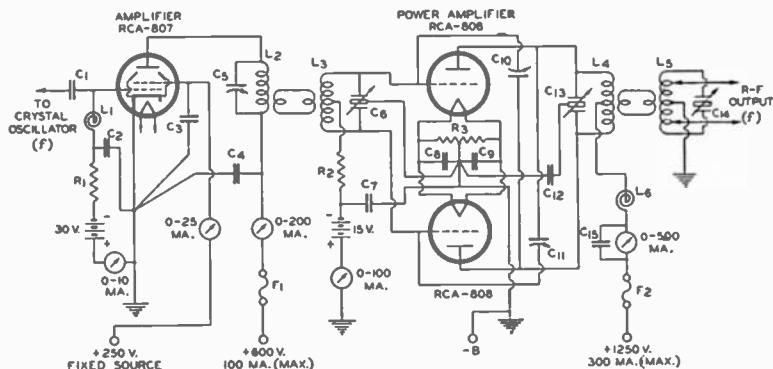 AMPLIFIER
RCA-807
POWER AMPLIFIER
RCA-808
C1
TO
CRYSTAL
OSCILLATOR
(f)
L1
C2
R1
30 V.
0-10
MA.
C3
C4
C5
L2
0-25
MA.
0-200
MA.
F1
+250 V.
FIXED SOURCE
+600 V.
100 MA.(MAX.)
L3
C6
R2
C7
15 V.
0-100
MA.
R3
C8
C9
C10
C11
C12
C13
RCA-808
-B
L4
L5
C14
R-F
OUTPUT
(f)
L6
C15
0-500
MA.
F2
+1250 V.
300 MA.(MAX.)